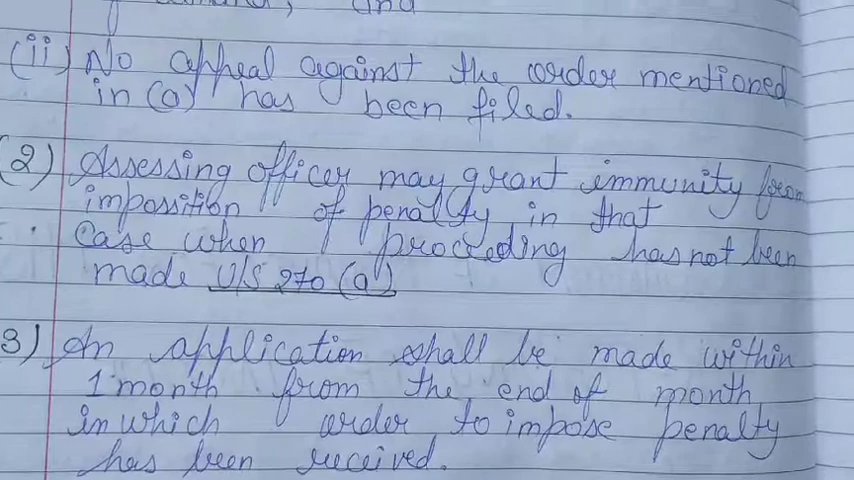 and
(ii) No appeal against the order mentioned
in (a) has been filed.
(2) Assessing officer may grant immunity from
impossition of penalty in that
case when proceeding has not been
made U/S 270 (a)
3) An application shall be made within
1 month from the end of month
in which order to impose penalty
has been received.